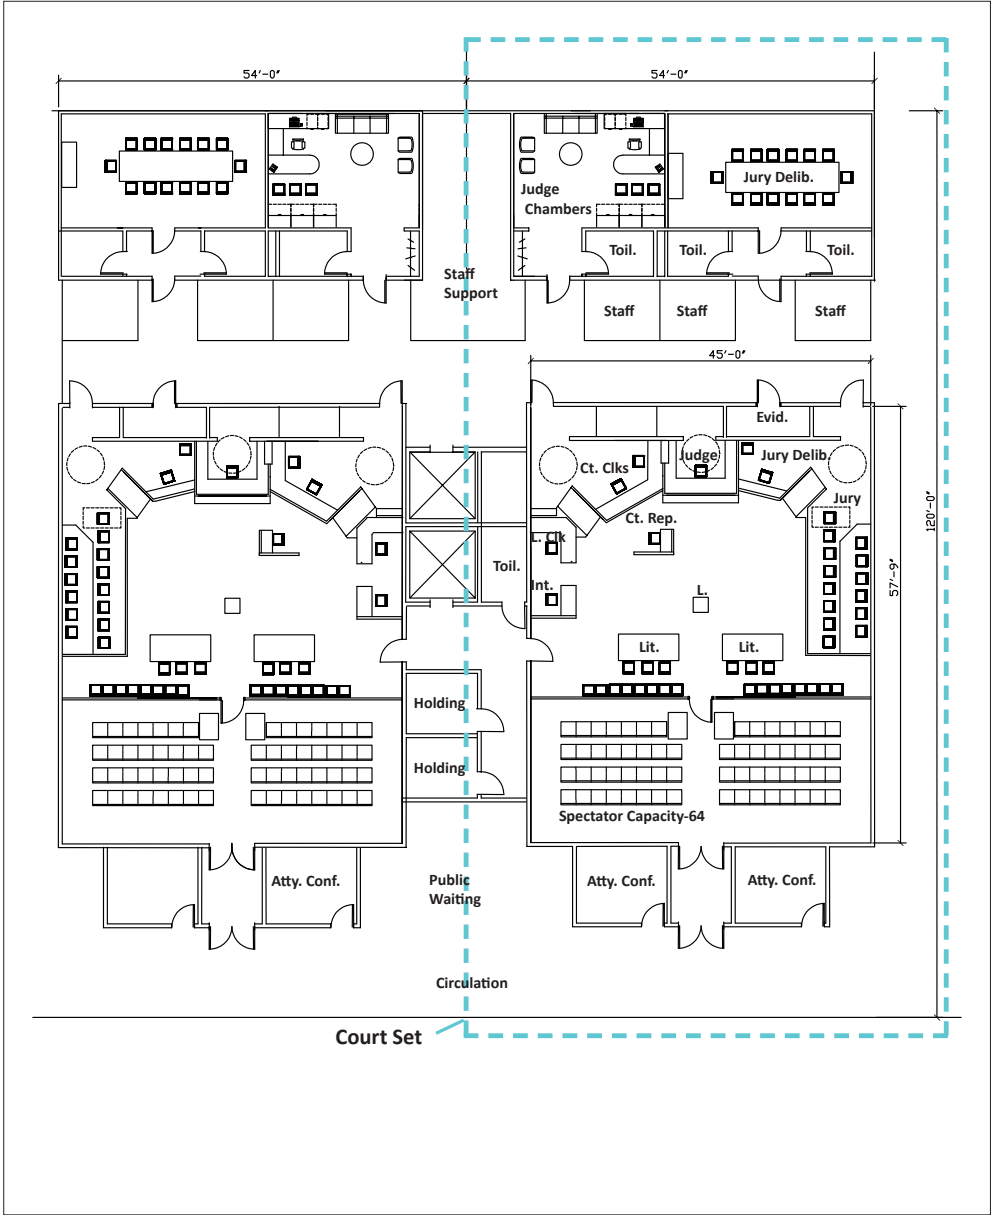 54'-0"
54'-0"
Jury Delib.
Judge
Chambers
Toil.
Toil.
Toil.
Staff
Support
Staff
Staff
Staff
45'-0"
Evid.
Judge
Jury Delib.
Ct. Clks
Jury
Ct. Rep.
120'-0"
L. Clk
Toil.
Int.
L.
57'-9"
Lit.
Lit.
Holding
Holding
Spectator Capacity-64
Atty. Conf.
Public
Waiting
Atty. Conf.
Atty. Conf.
Circulation
Court Set